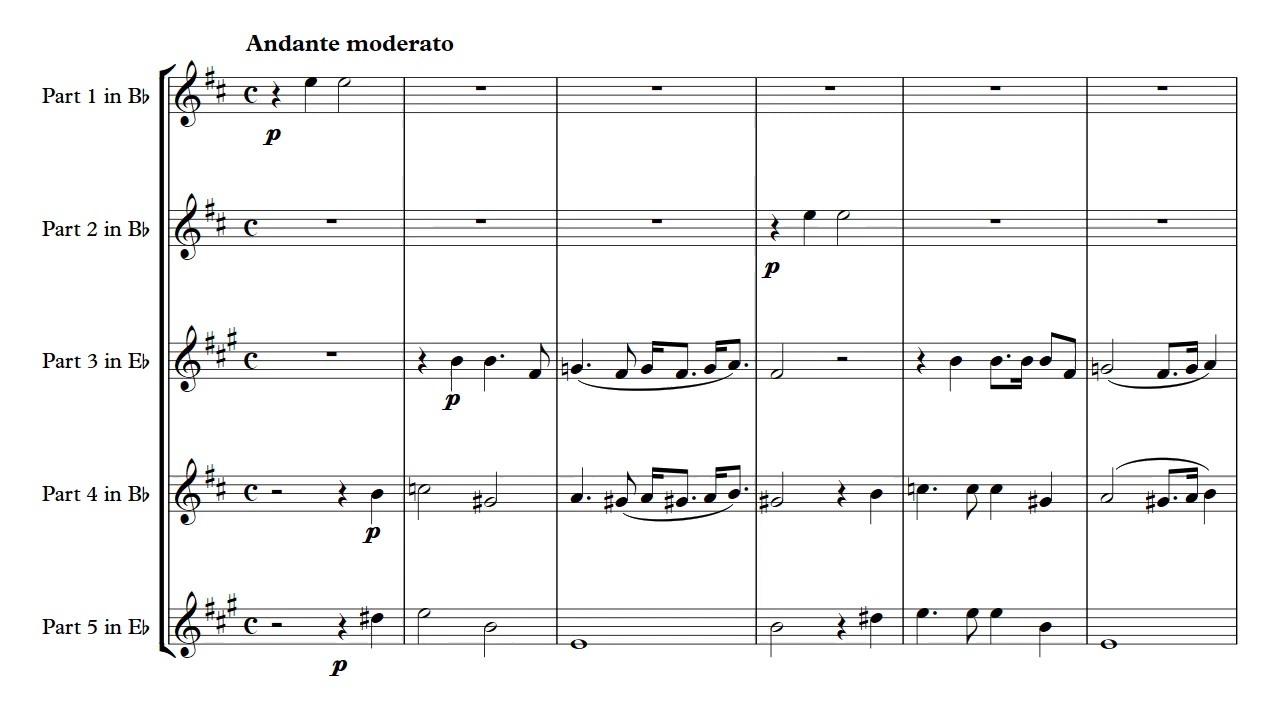 Andante moderato
Part 1 in B♭
p
Part 2 in B♭
p
Part 3 in E♭
p
Part 4 in B♭
p
Part 5 in E♭
p